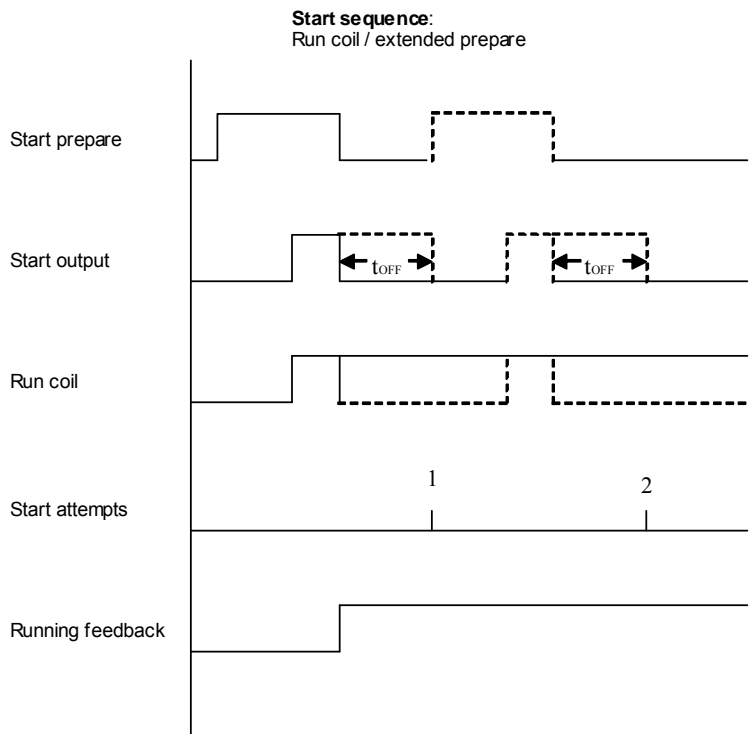 Start sequence:
Run coil / extended prepare
Start prepare
Start output
tOFF
tOFF
Run coil
Start attempts
1
2
Running feedback